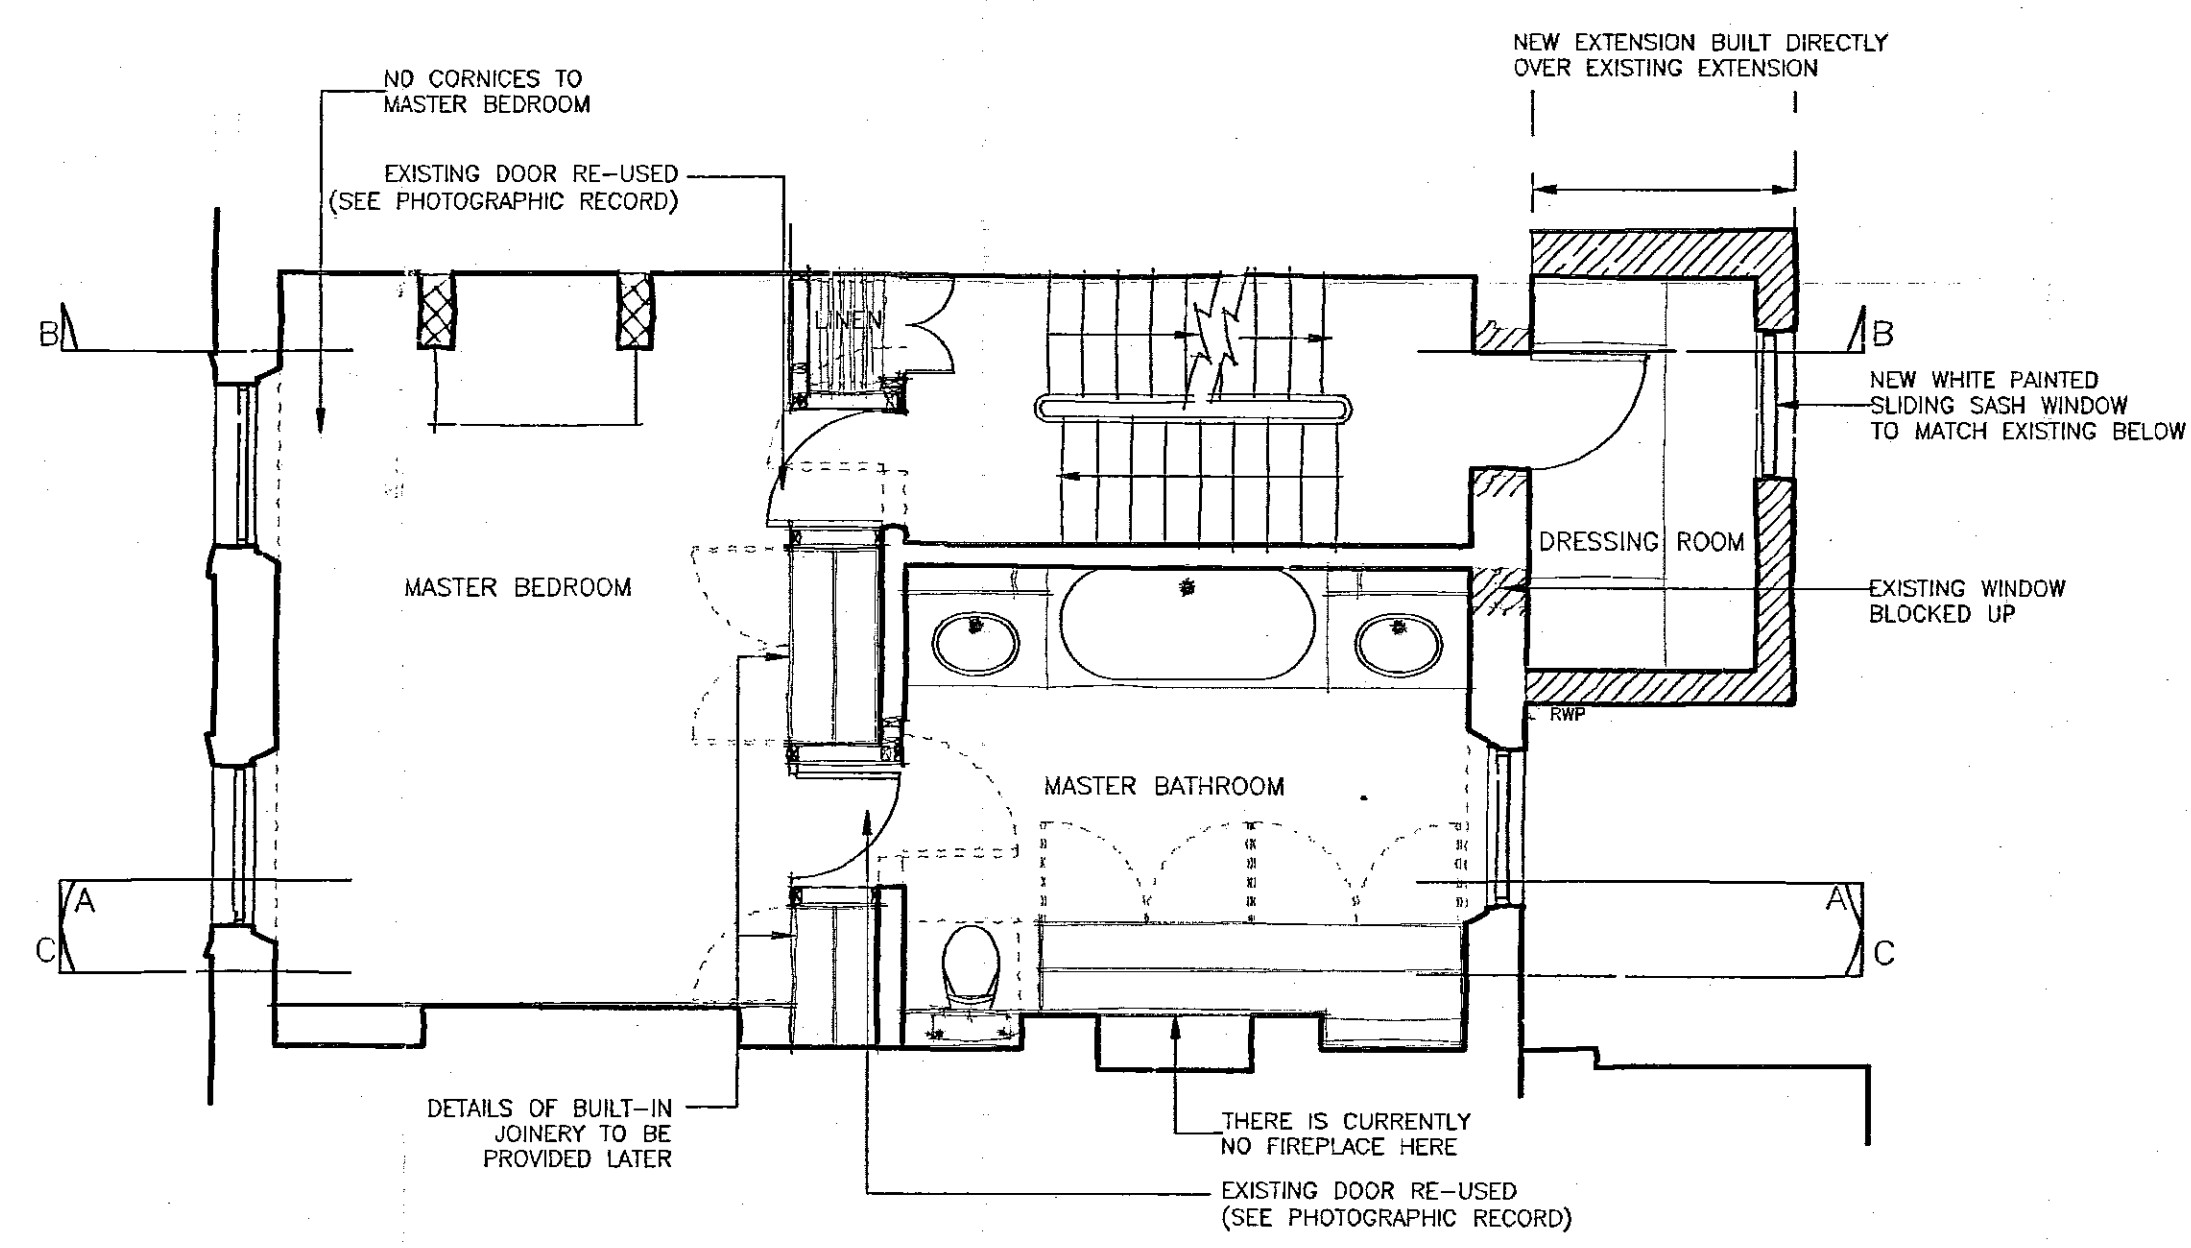 NEW EXTENSION BUILT DIRECTLY
OVER EXISTING EXTENSION
NO CORNICES TO
MASTER BEDROOM
EXISTING DOOR RE-USED
(SEE PHOTOGRAPHIC RECORD)
B
LINEN
B
NEW WHITE PAINTED
SLIDING SASH WINDOW
TO MATCH EXISTING BELOW
DRESSING ROOM
MASTER BEDROOM
EXISTING WINDOW
BLOCKED UP
RWP
MASTER BATHROOM
A
A
C
C
DETAILS OF BUILT-IN
JOINERY TO BE
PROVIDED LATER
THERE IS CURRENTLY
NO FIREPLACE HERE
EXISTING DOOR RE-USED
(SEE PHOTOGRAPHIC RECORD)